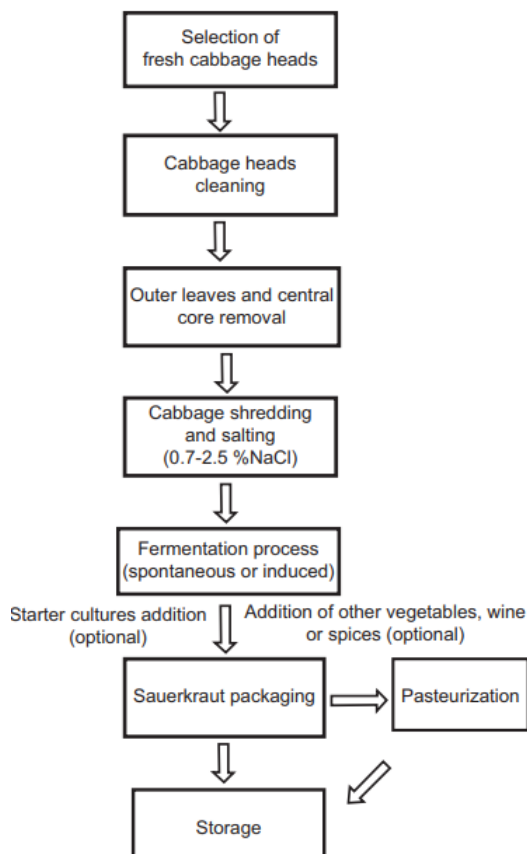 Selection of
fresh cabbage heads
Cabbage heads
cleaning
Outer leaves and central
core removal
Cabbage shredding
and salting
(0.7-2.5 %NaCl)
Fermentation process
(spontaneous or induced)
Starter cultures addition
(optional)
Addition of other vegetables, wine
or spices (optional)
Sauerkraut packaging
Pasteurization
Storage